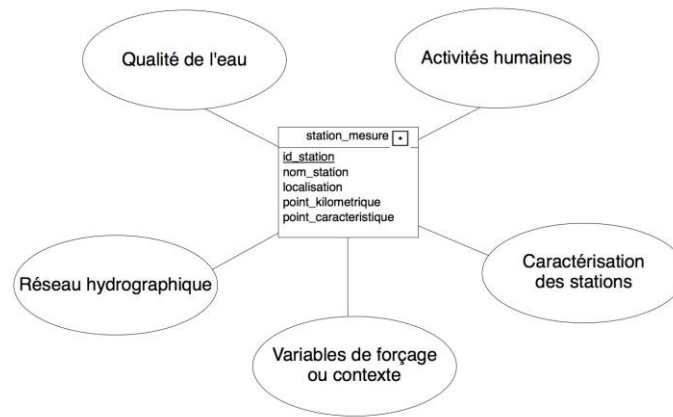 Qualité de l'eau
Activités humaines
station_mesure
id_station
nom_station
localisation
point_kilometrique
point_caracteristique
Réseau hydrographique
Caractérisation
des stations
Variables de forçage
ou contexte